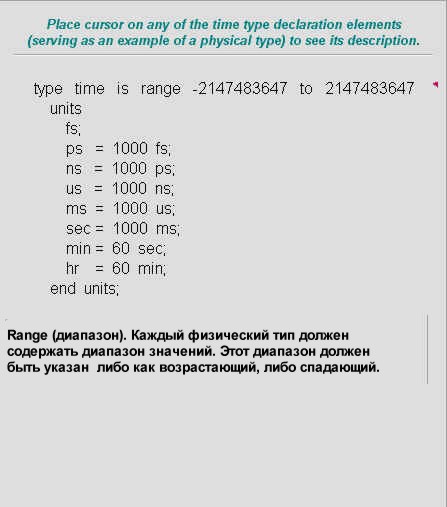 Place cursor on any of the time type declaration elements
(serving as an example of a physical type) to see its description.
type time is range -2147483647 to 2147483647
units
fs;
ps = 1000 fs;
ns = 1000 ps;
us = 1000 ns;
ms = 1000 us;
sec = 1000 ms;
min = 60 sec;
hr = 60 min;
end units;
Range (диапазон). Каждый физический тип должен
содержать диапазон значений. Этот диапазон должен
быть указан либо как возрастающий, либо спадающий.